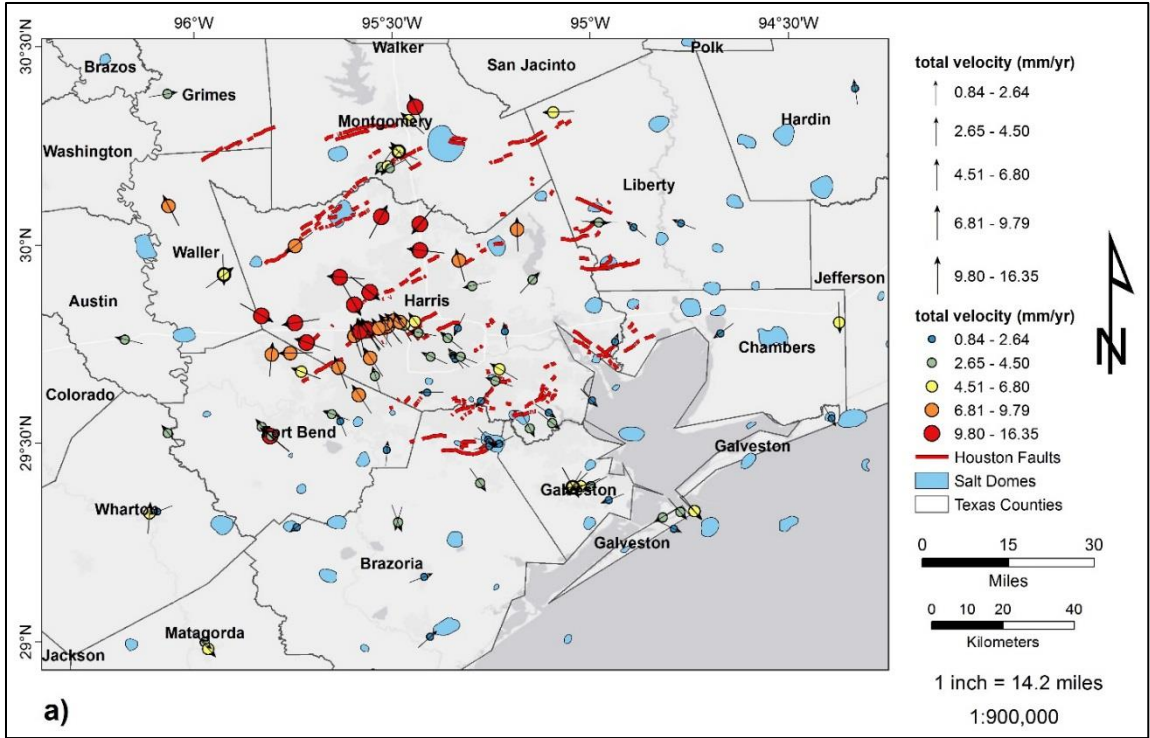 96°W 95°30'W 95°W 94°30'W
30°30'N
30°N
29°30'N
29°N
Walker
Polk
Brazos
San Jacinto
Grimes
Hardin
Montgomery
Washington
Liberty
Waller
Jefferson
Austin
Harris
Chambers
Colorado
ort Bend
Galveston
Galveston
Wharton
Galveston
Brazoria
Matagorda
Jackson
a)
total velocity (mm/yr)
0.84 - 2.64
2.65 - 4.50
4.51 - 6.80
6.81 - 9.79
9.80 - 16.35
total velocity (mm/yr)
0.84 - 2.64
2.65 - 4.50
4.51 - 6.80
6.81 - 9.79
9.80 - 16.35
Houston Faults
Salt Domes
Texas Counties
0 15 30
Miles
0 10 20 40
Kilometers
1 inch = 14.2 miles
1:900,000
N